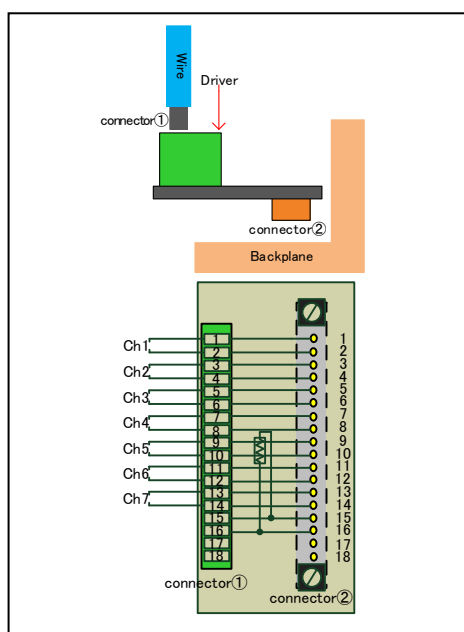 Wire
Driver
connector①
connector②
Backplane
1 1
Ch1
2 2
3 3
Ch2
4 4
5 5
Ch3
6 6
7 7
Ch4
8 8
9 9
Ch5
10 10
11 11
Ch6
12 12
13 13
Ch7
14 14
15 15
16 16
17 17
18 18
connector①
connector②